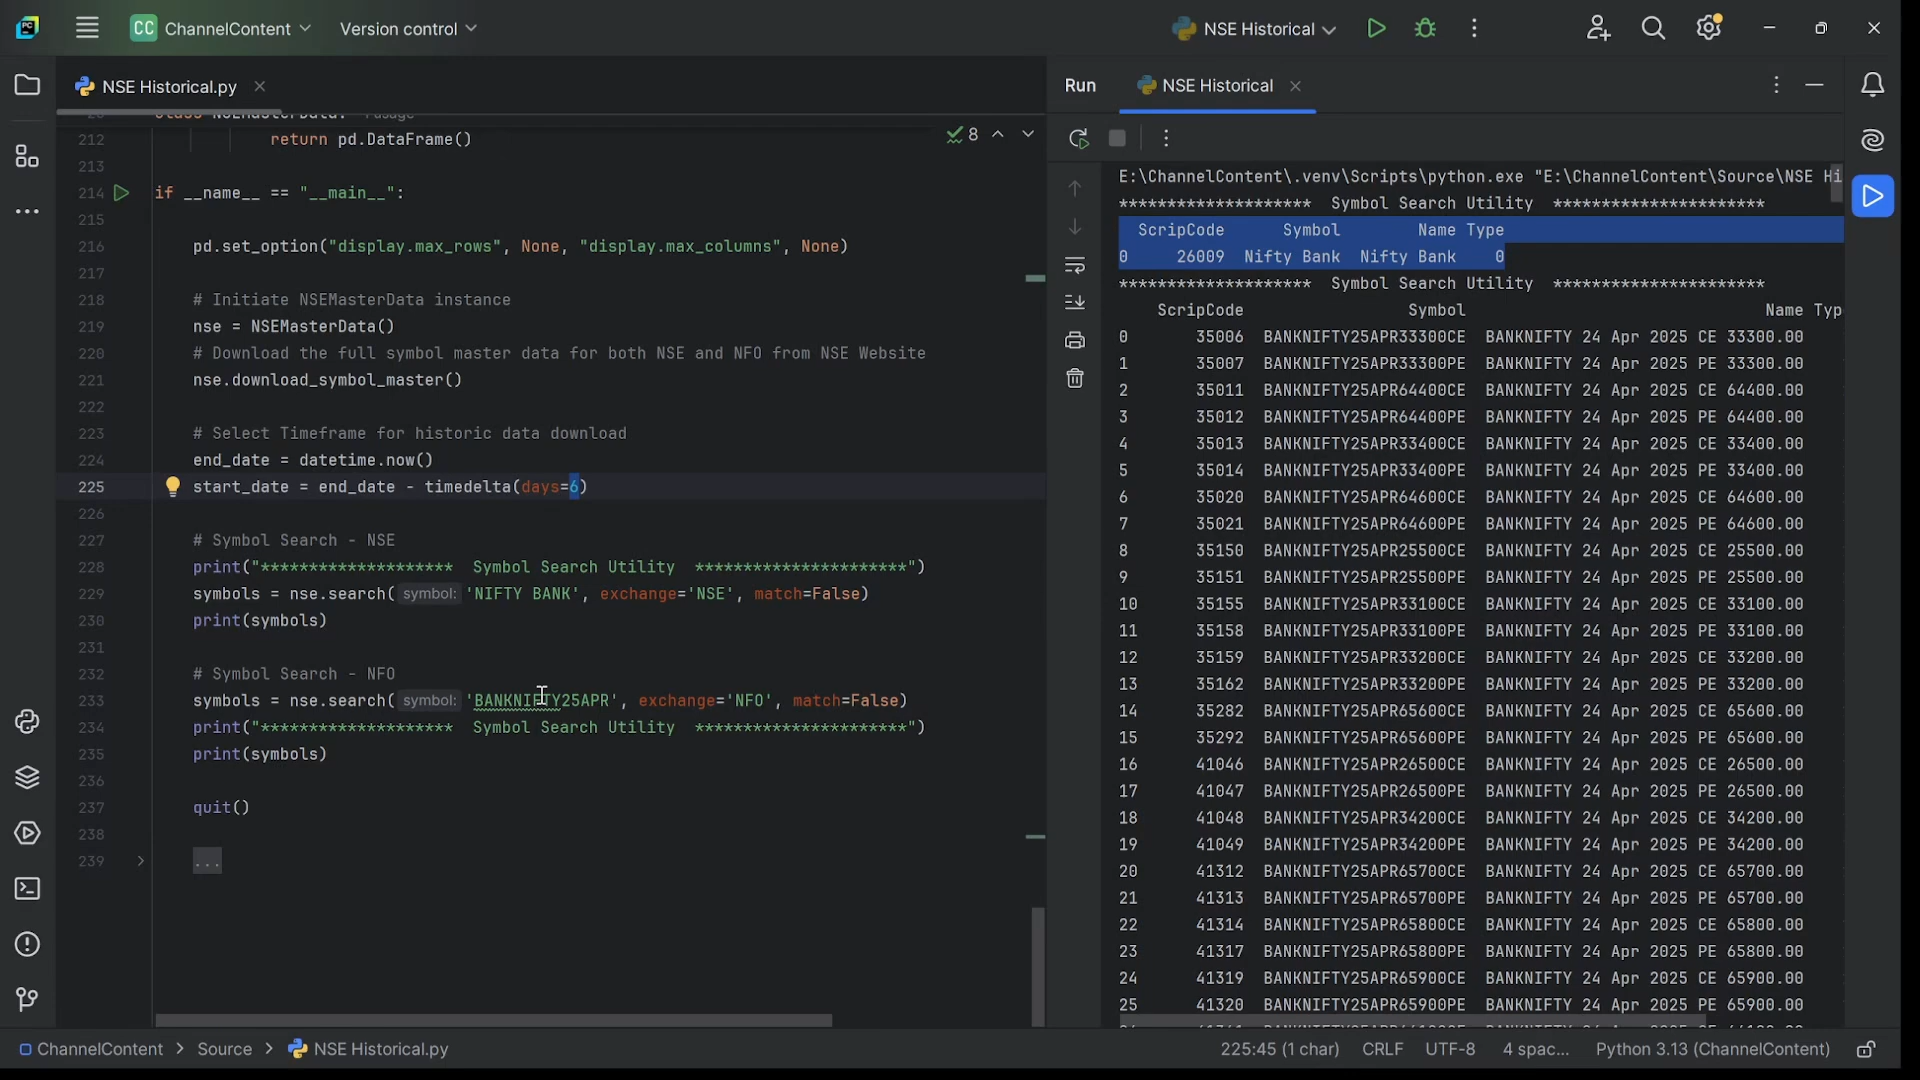 CC ChannelContent
Version control
NSE Historical
NSE Historical.py
Run
NSE Historical
8
212 return pd.DataFrame()
213
214 if __name__ == "__main__":
215
216 pd.set_option("display.max_rows", None, "display.max_columns", None)
217
218 # Initiate NSEMasterData instance
219 nse = NSEMasterData()
220 # Download the full symbol master data for both NSE and NFO from NSE Website
221 nse.download_symbol_master()
222
223 # Select Timeframe for historic data download
224 end_date = datetime.now()
225 start_date = end_date - timedelta(days=6)
226
227 # Symbol Search - NSE
228 print("******************** Symbol Search Utility **********************")
229 symbols = nse.search( symbol: 'NIFTY BANK', exchange='NSE', match=False)
230 print(symbols)
231
232 # Symbol Search - NFO
233 symbols = nse.search( symbol: 'BANKNIFTY25APR', exchange='NFO', match=False)
234 print("******************** Symbol Search Utility **********************")
235 print(symbols)
236
237 quit()
238
239 ...
E:\ChannelContent\.venv\Scripts\python.exe "E:\ChannelContent\Source\NSE Hi
******************** Symbol Search Utility **********************
ScripCode Symbol Name Type
0 26009 Nifty Bank Nifty Bank 0
******************** Symbol Search Utility **********************
ScripCode Symbol Name Typ
0 35006 BANKNIFTY25APR33300CE BANKNIFTY 24 Apr 2025 CE 33300.00
1 35007 BANKNIFTY25APR33300PE BANKNIFTY 24 Apr 2025 PE 33300.00
2 35011 BANKNIFTY25APR64400CE BANKNIFTY 24 Apr 2025 CE 64400.00
3 35012 BANKNIFTY25APR64400PE BANKNIFTY 24 Apr 2025 PE 64400.00
4 35013 BANKNIFTY25APR33400CE BANKNIFTY 24 Apr 2025 CE 33400.00
5 35014 BANKNIFTY25APR33400PE BANKNIFTY 24 Apr 2025 PE 33400.00
6 35020 BANKNIFTY25APR64600CE BANKNIFTY 24 Apr 2025 CE 64600.00
7 35021 BANKNIFTY25APR64600PE BANKNIFTY 24 Apr 2025 PE 64600.00
8 35150 BANKNIFTY25APR25500CE BANKNIFTY 24 Apr 2025 CE 25500.00
9 35151 BANKNIFTY25APR25500PE BANKNIFTY 24 Apr 2025 PE 25500.00
10 35155 BANKNIFTY25APR33100CE BANKNIFTY 24 Apr 2025 CE 33100.00
11 35158 BANKNIFTY25APR33100PE BANKNIFTY 24 Apr 2025 PE 33100.00
12 35159 BANKNIFTY25APR33200CE BANKNIFTY 24 Apr 2025 CE 33200.00
13 35162 BANKNIFTY25APR33200PE BANKNIFTY 24 Apr 2025 PE 33200.00
14 35282 BANKNIFTY25APR65600CE BANKNIFTY 24 Apr 2025 CE 65600.00
15 35292 BANKNIFTY25APR65600PE BANKNIFTY 24 Apr 2025 PE 65600.00
16 41046 BANKNIFTY25APR26500CE BANKNIFTY 24 Apr 2025 CE 26500.00
17 41047 BANKNIFTY25APR26500PE BANKNIFTY 24 Apr 2025 PE 26500.00
18 41048 BANKNIFTY25APR34200CE BANKNIFTY 24 Apr 2025 CE 34200.00
19 41049 BANKNIFTY25APR34200PE BANKNIFTY 24 Apr 2025 PE 34200.00
20 41312 BANKNIFTY25APR65700CE BANKNIFTY 24 Apr 2025 CE 65700.00
21 41313 BANKNIFTY25APR65700PE BANKNIFTY 24 Apr 2025 PE 65700.00
22 41314 BANKNIFTY25APR65800CE BANKNIFTY 24 Apr 2025 CE 65800.00
23 41317 BANKNIFTY25APR65800PE BANKNIFTY 24 Apr 2025 PE 65800.00
24 41319 BANKNIFTY25APR65900CE BANKNIFTY 24 Apr 2025 CE 65900.00
25 41320 BANKNIFTY25APR65900PE BANKNIFTY 24 Apr 2025 PE 65900.00
ChannelContent > Source > NSE Historical.py
225:45 (1 char) CRLF UTF-8 4 spac... Python 3.13 (ChannelContent)